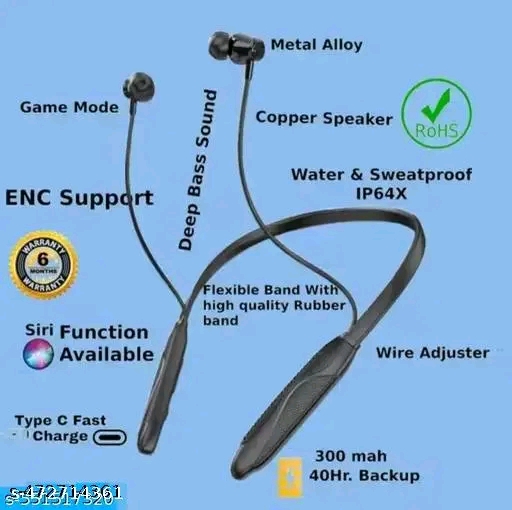 Metal Alloy
Game Mode
Copper Speaker
RoHS
Deep Bass Sound
Water & Sweatproof
IP64X
ENC Support
WARRANTY
6
MONTHS
WARRANTY
Flexible Band With
high quality Rubber
band
Siri Function
Available
Wire Adjuster
Type C Fast
Charge
300 mah
40Hr. Backup
s-472714361